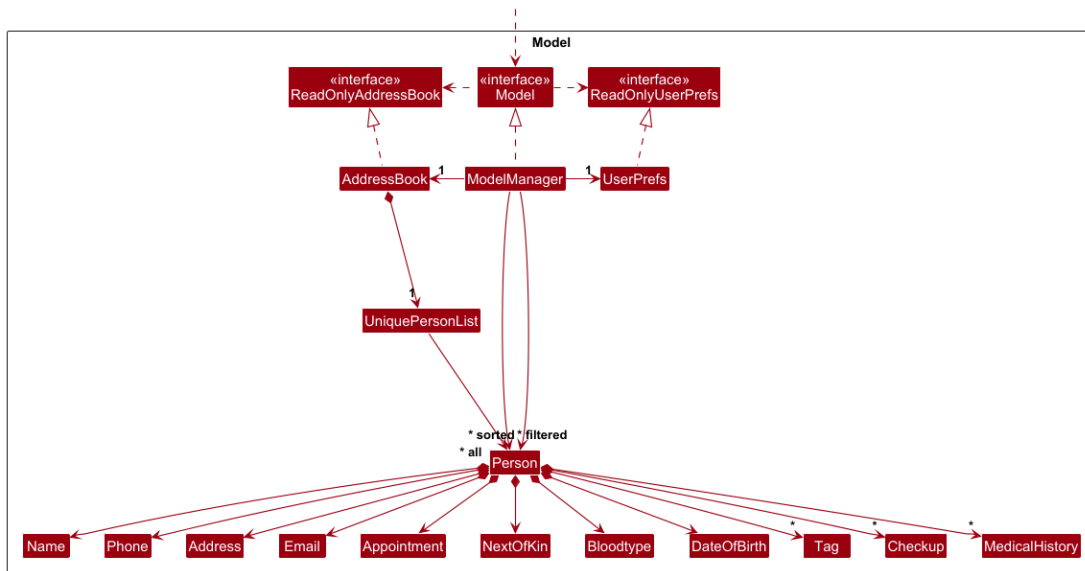 Model
«interface»
ReadOnlyAddressBook
«interface»
Model
«interface»
ReadOnlyUserPrefs
AddressBook
1
ModelManager
1
UserPrefs
1
UniquePersonList
* sorted
* filtered
* all
Person
*
*
*
Name
Phone
Address
Email
Appointment
NextOfKin
Bloodtype
DateOfBirth
Tag
Checkup
MedicalHistory